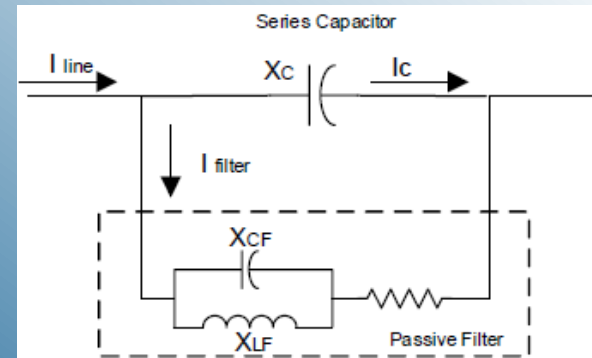 Series Capacitor
I line
XC
Ic
I filter
XCF
XLF
Passive Filter